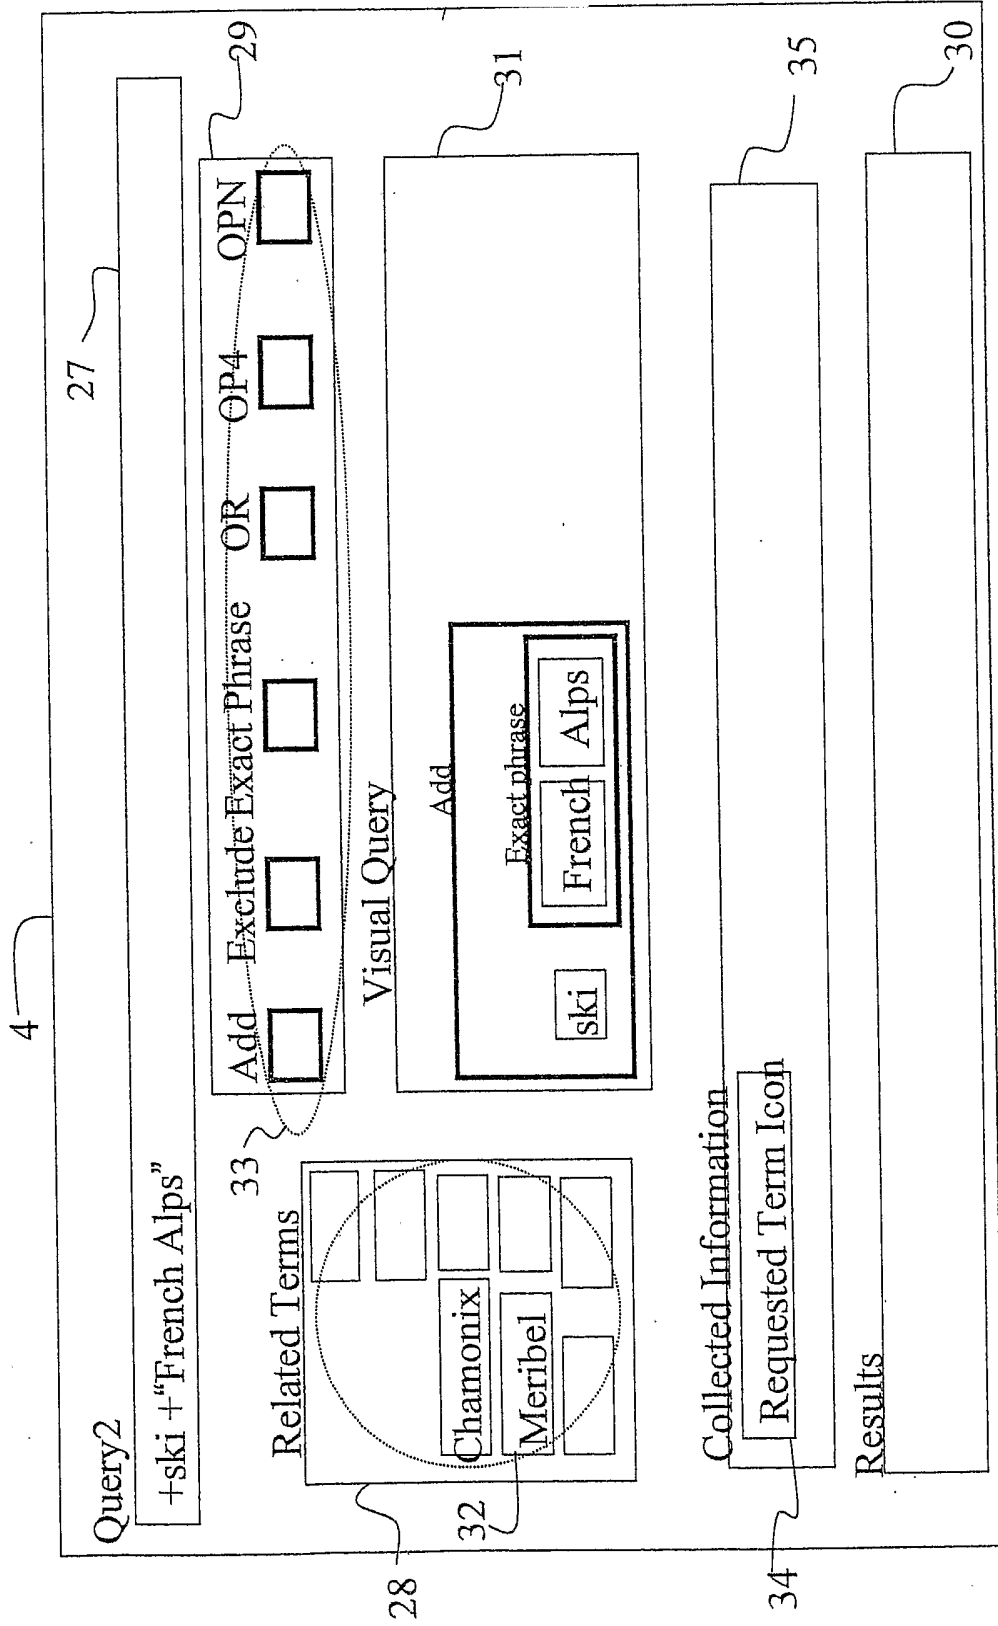 4
27
Query2
+ski +“French Alps”
29
Add Exclude Exact Phrase OR OP4 OPN
33
Related Terms
Chamonix
Meribel
32
28
Visual Query
31
Add
Exact phrase
ski French Alps
Collected Information
35
Requested Term Icon
34
Results
30